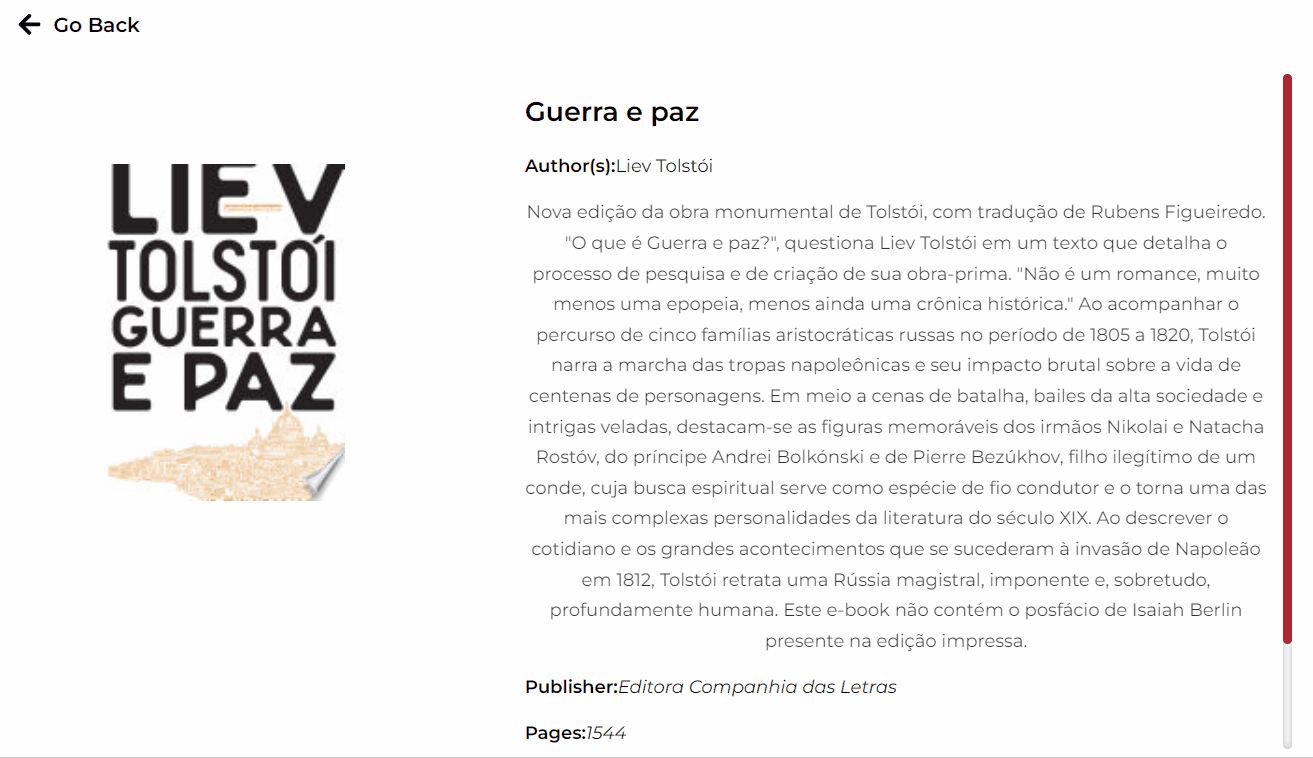 Go Back
LIEV
TOLSTÓI
GUERRA
E PAZ
Guerra e paz
Author(s):Liev Tolstói
Nova edição da obra monumental de Tolstói, com tradução de Rubens Figueiredo.
"O que é Guerra e paz?", questiona Liev Tolstói em um texto que detalha o
processo de pesquisa e de criação de sua obra-prima. "Não é um romance, muito
menos uma epopeia, menos ainda uma crônica histórica." Ao acompanhar o
percurso de cinco famílias aristocráticas russas no período de 1805 a 1820, Tolstói
narra a marcha das tropas napoleônicas e seu impacto brutal sobre a vida de
centenas de personagens. Em meio a cenas de batalha, bailes da alta sociedade e
intrigas veladas, destacam-se as figuras memoráveis dos irmãos Nikolai e Natacha
Rostóv, do príncipe Andrei Bolkónski e de Pierre Bezúkhov, filho ilegítimo de um
conde, cuja busca espiritual serve como espécie de fio condutor e o torna uma das
mais complexas personalidades da literatura do século XIX. Ao descrever o
cotidiano e os grandes acontecimentos que se sucederam à invasão de Napoleão
em 1812, Tolstói retrata uma Rússia magistral, imponente e, sobretudo,
profundamente humana. Este e-book não contém o posfácio de Isaiah Berlin
presente na edição impressa.
Publisher:Editora Companhia das Letras
Pages:1544